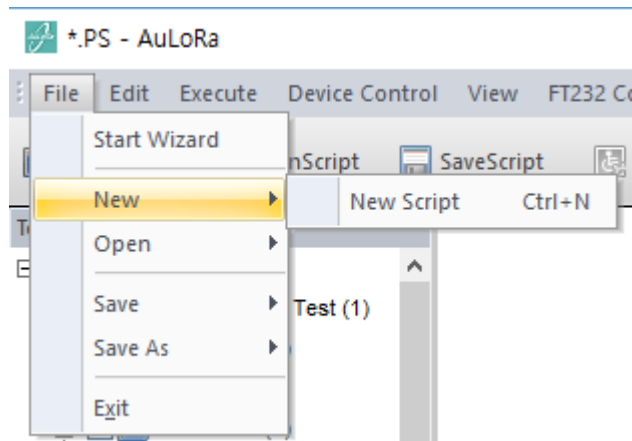 *.PS - AuLoRa
File Edit Execute Device Control View FT232
Start Wizard
nScript SaveScript
New New Script Ctrl+N
Open
Save Test (1)
Save As
Exit